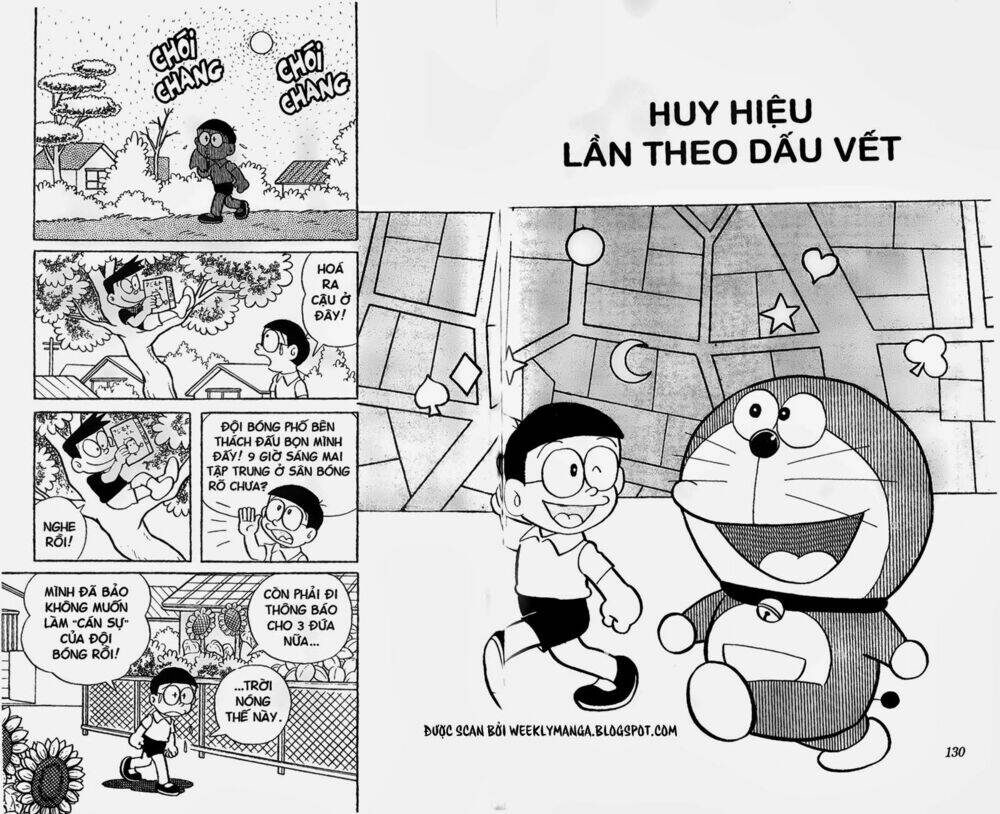 HUY HIỆU
LẦN THEO DẤU VẾT
ĐƯỢC SCAN BỞI WEEKLYMANGA.BLOGSPOT.COM
130
CHÓI
CHANG
CHÓI
CHANG
HOÁ
RA
CẬU Ở
ĐÂY!
NGHE
RỒI!
ĐỘI BÓNG PHỐ BÊN
THÁCH ĐẤU BỌN MÌNH
ĐẤY! 9 GIỜ SÁNG MAI
TẬP TRUNG Ở SÂN BÓNG
RÕ CHƯA?
MÌNH ĐÃ BẢO
KHÔNG MUỐN
LÀM "CÁN SỰ"
CỦA ĐỘI
BÓNG RỒI!
CÒN PHẢI ĐI
THÔNG BÁO
CHO 3 ĐỨA
NỮA...
...TRỜI
NÓNG
THẾ NÀY.